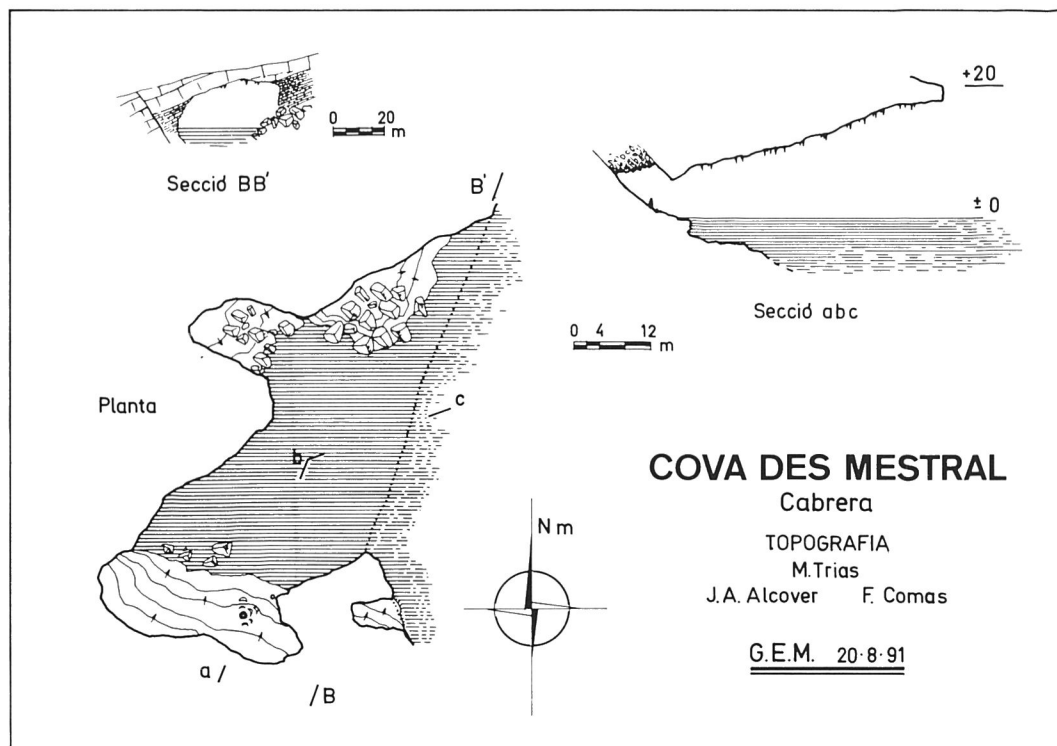 0 20
m
Secció BB'
+20
± 0
Secció abc
0 4 12
m
B'
Planta
c
b
a
B
N m
COVA DES MESTRAL
Cabrera
TOPOGRAFIA
M. Trias
J.A. Alcover F. Comas
G.E.M. 20·8·91